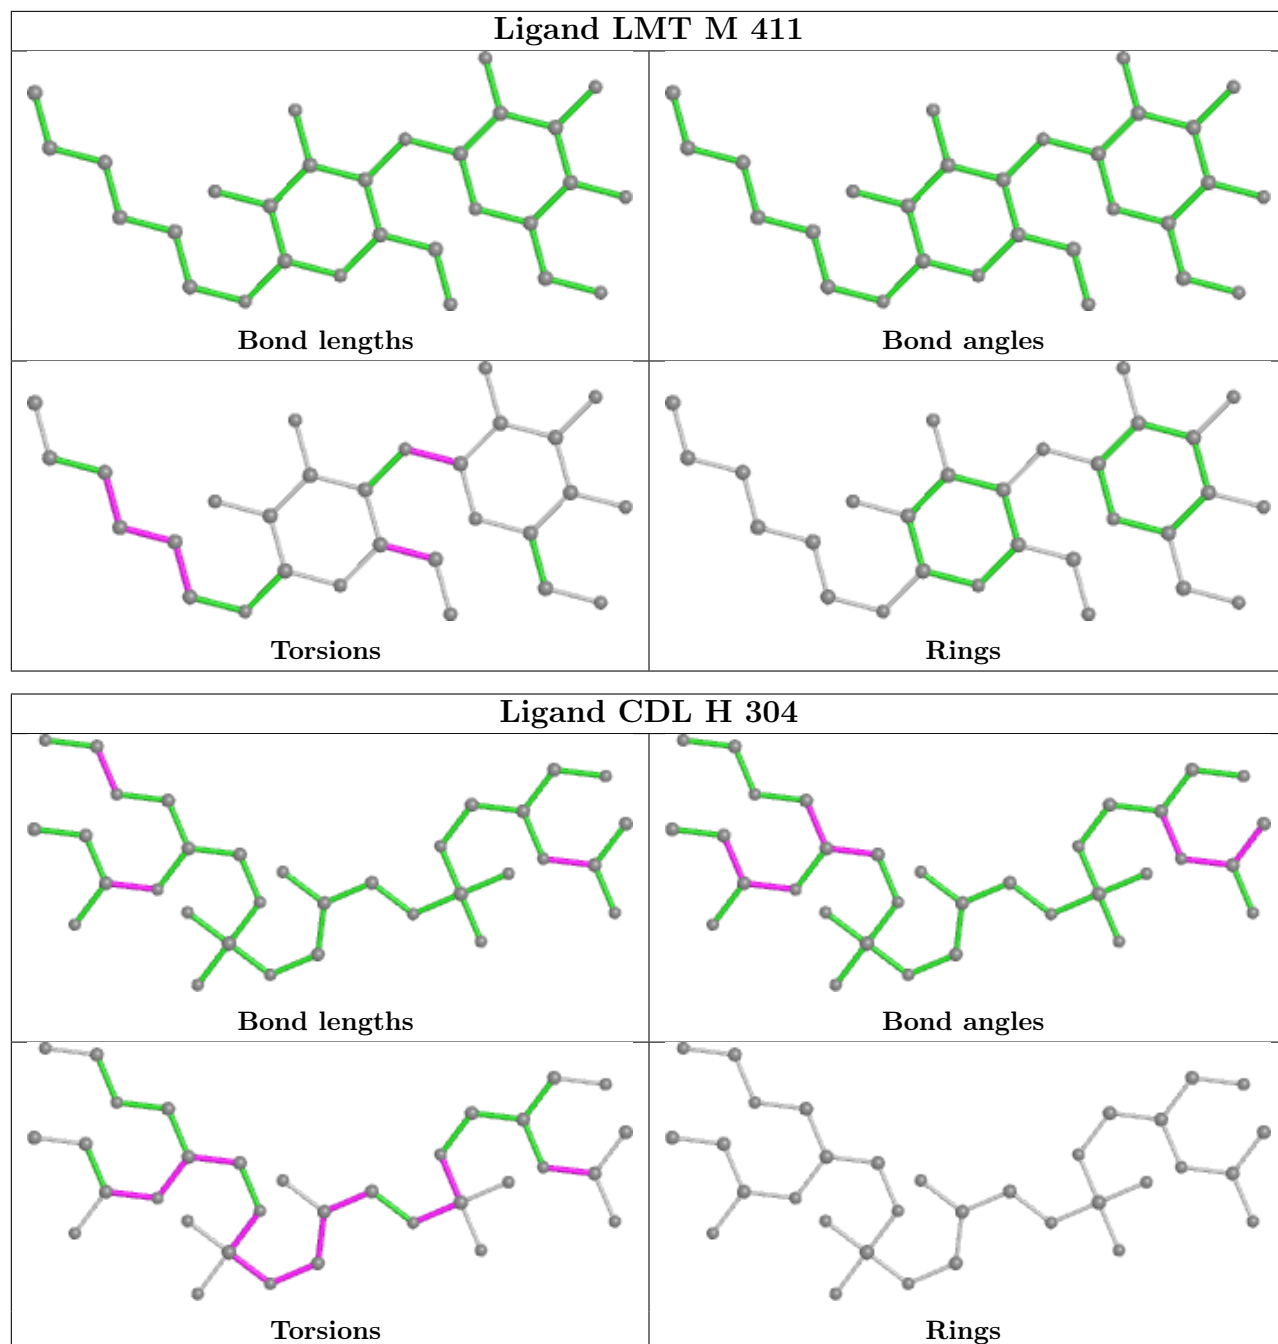 Ligand LMT M 411
Bond lengths
Bond angles
Torsions
Rings
Ligand CDL H 304
Bond lengths
Bond angles
Torsions
Rings